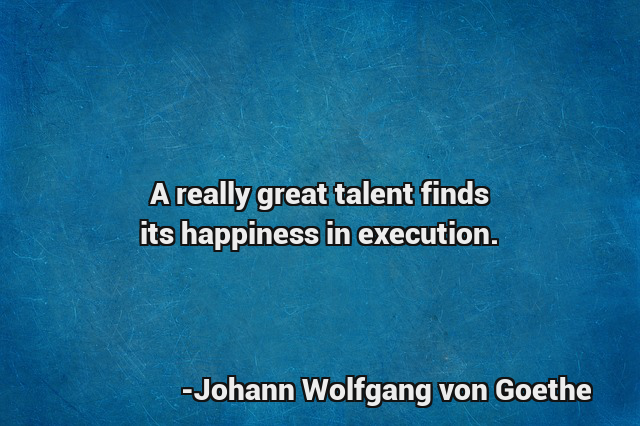 A really great talent finds
its happiness in execution.
-Johann Wolfgang von Goethe